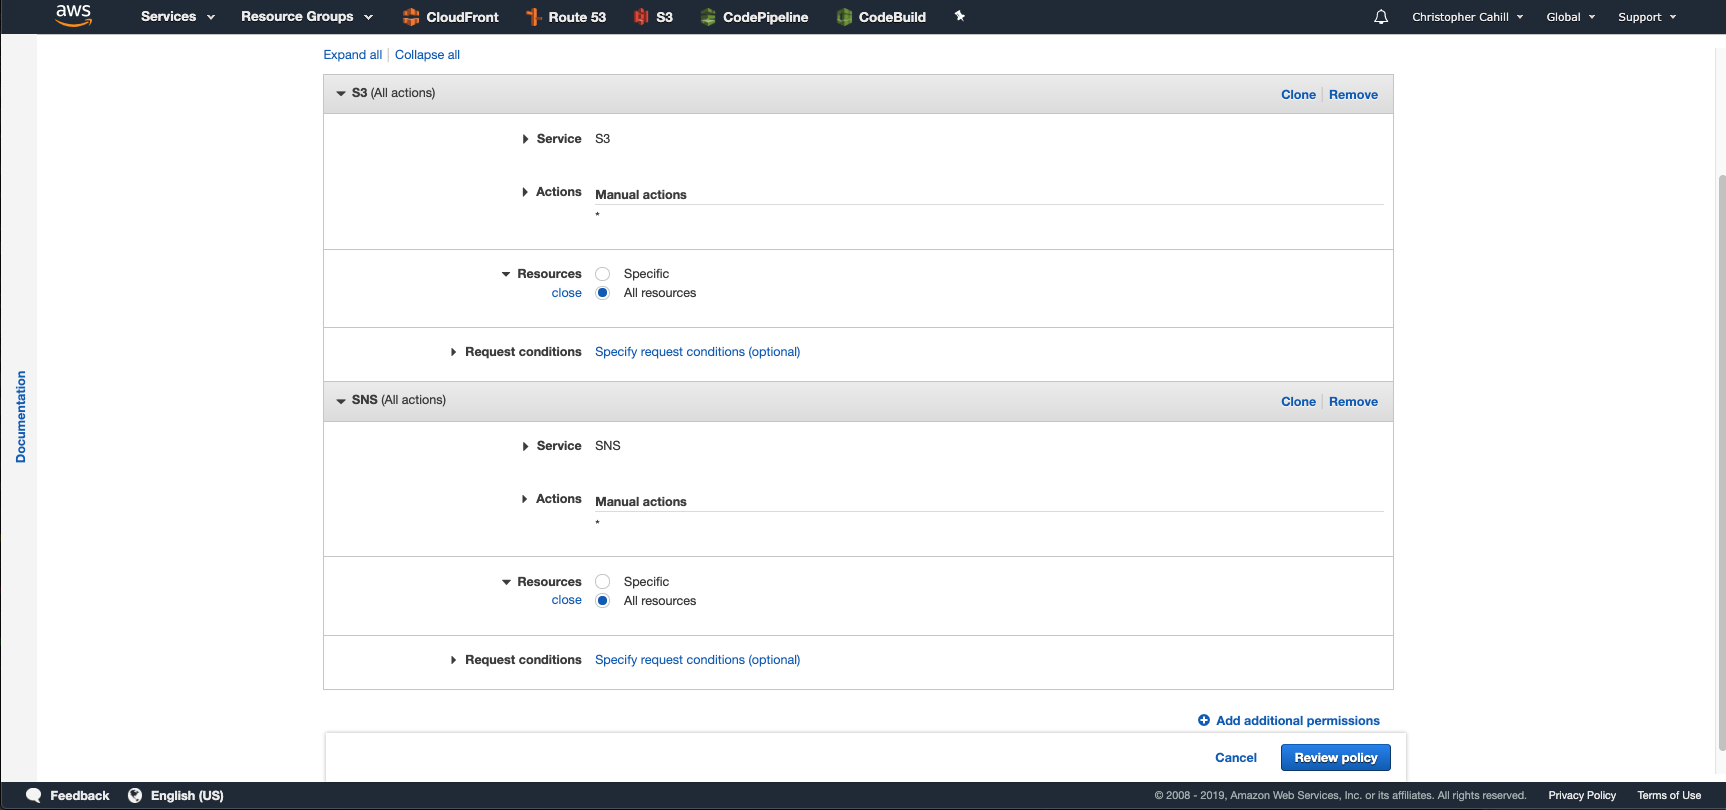 aws Services Resource Groups CloudFront Route 53 S3 CodePipeline CodeBuild Christopher Cahill Global Support
Expand all Collapse all
S3 (All actions) Clone Remove
Service S3
Actions Manual actions
*
Resources Specific
close All resources
Request conditions Specify request conditions (optional)
SNS (All actions) Clone Remove
Service SNS
Actions Manual actions
*
Resources Specific
close All resources
Request conditions Specify request conditions (optional)
Add additional permissions
Cancel Review policy
Documentation
Feedback English (US) © 2008 - 2019, Amazon Web Services, Inc. or its affiliates. All rights reserved. Privacy Policy Terms of Use